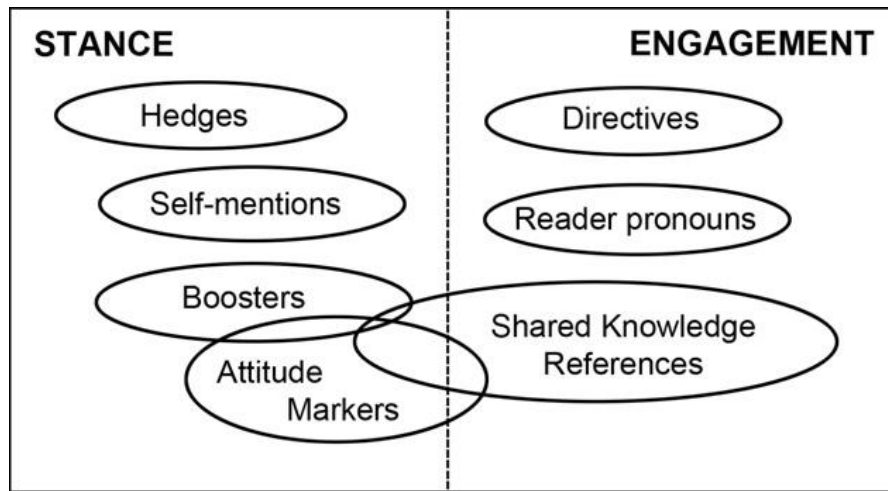 STANCE
ENGAGEMENT
Hedges
Directives
Self-mentions
Reader pronouns
Boosters
Shared Knowledge
References
Attitude
Markers